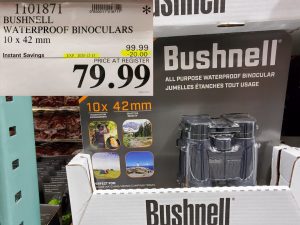 1101871 *
BUSHNELL
WATERPROOF BINOCULARS
10 x 42 mm
99.99
Instant Savings
-20.00
PRICE AT REGISTER
79.99
Bushnell
ALL PURPOSE WATERPROOF BINOCULAR
JUMELLES ÉTANCHES TOUT USAGE
10x 42mm
Bushnell